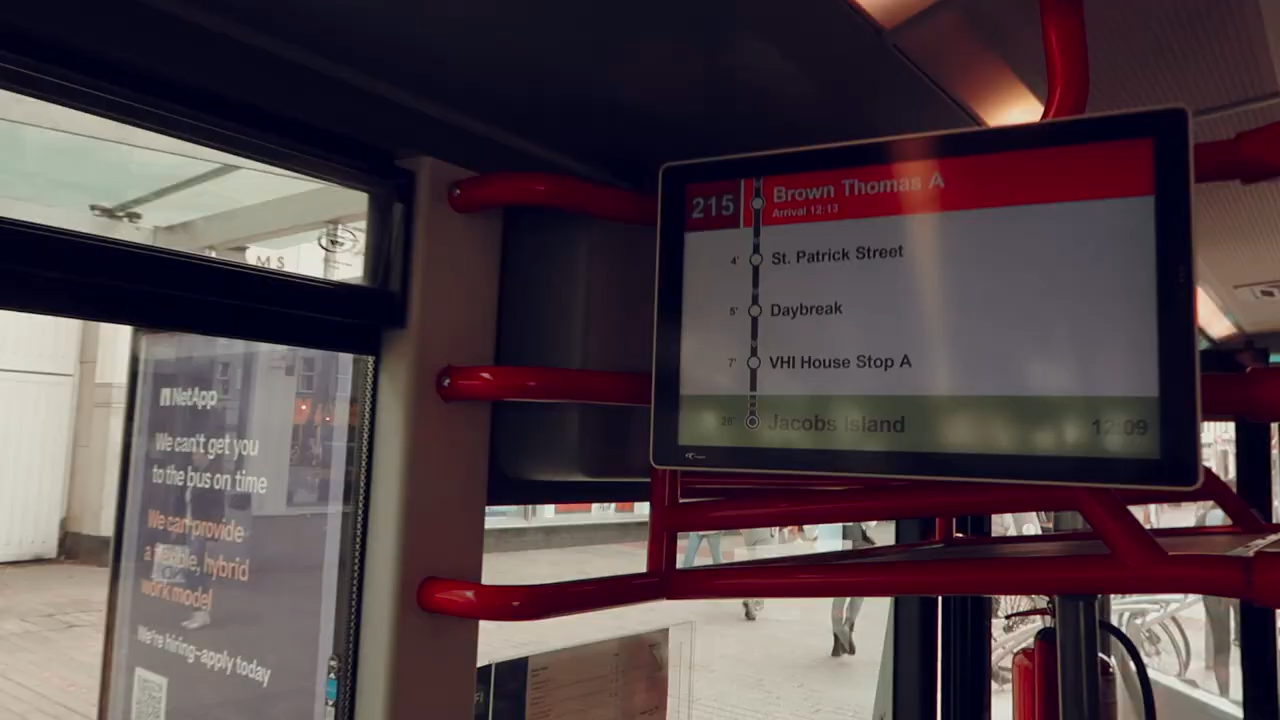 M S
NetApp
We can't get you
to the bus on time
We can provide
a flexible, hybrid
work model
We're hiring-apply today
215
Brown Thomas A
Arrival 12:13
4' St. Patrick Street
5' Daybreak
7' VHI House Stop A
Jacobs Island 12:09